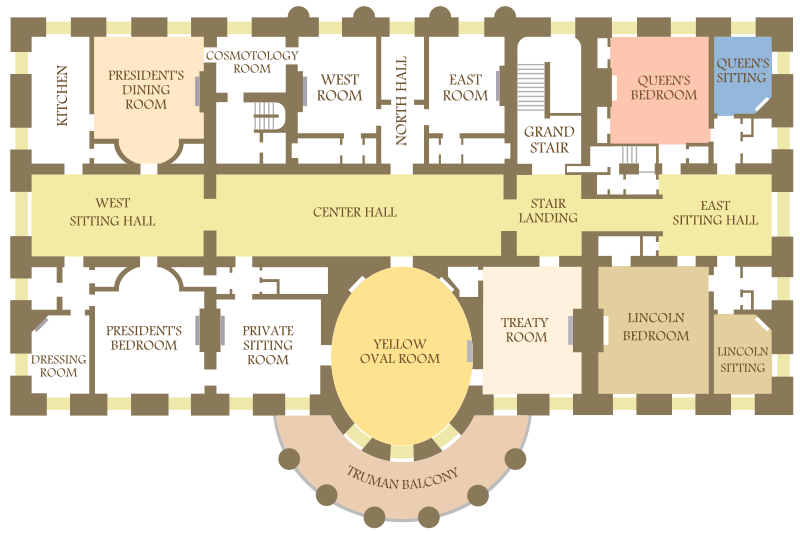 KITCHEN
PRESIDENT'S
DINING
ROOM
COSMOTOLOGY
ROOM
WEST
ROOM
NORTH HALL
EAST
ROOM
GRAND
STAIR
QUEEN'S
BEDROOM
QUEEN'S
SITTING
WEST
SITTING HALL
CENTER HALL
STAIR
LANDING
EAST
SITTING HALL
DRESSING
ROOM
PRESIDENT'S
BEDROOM
PRIVATE
SITTING
ROOM
YELLOW
OVAL ROOM
TREATY
ROOM
LINCOLN
BEDROOM
LINCOLN
SITTING
TRUMAN BALCONY